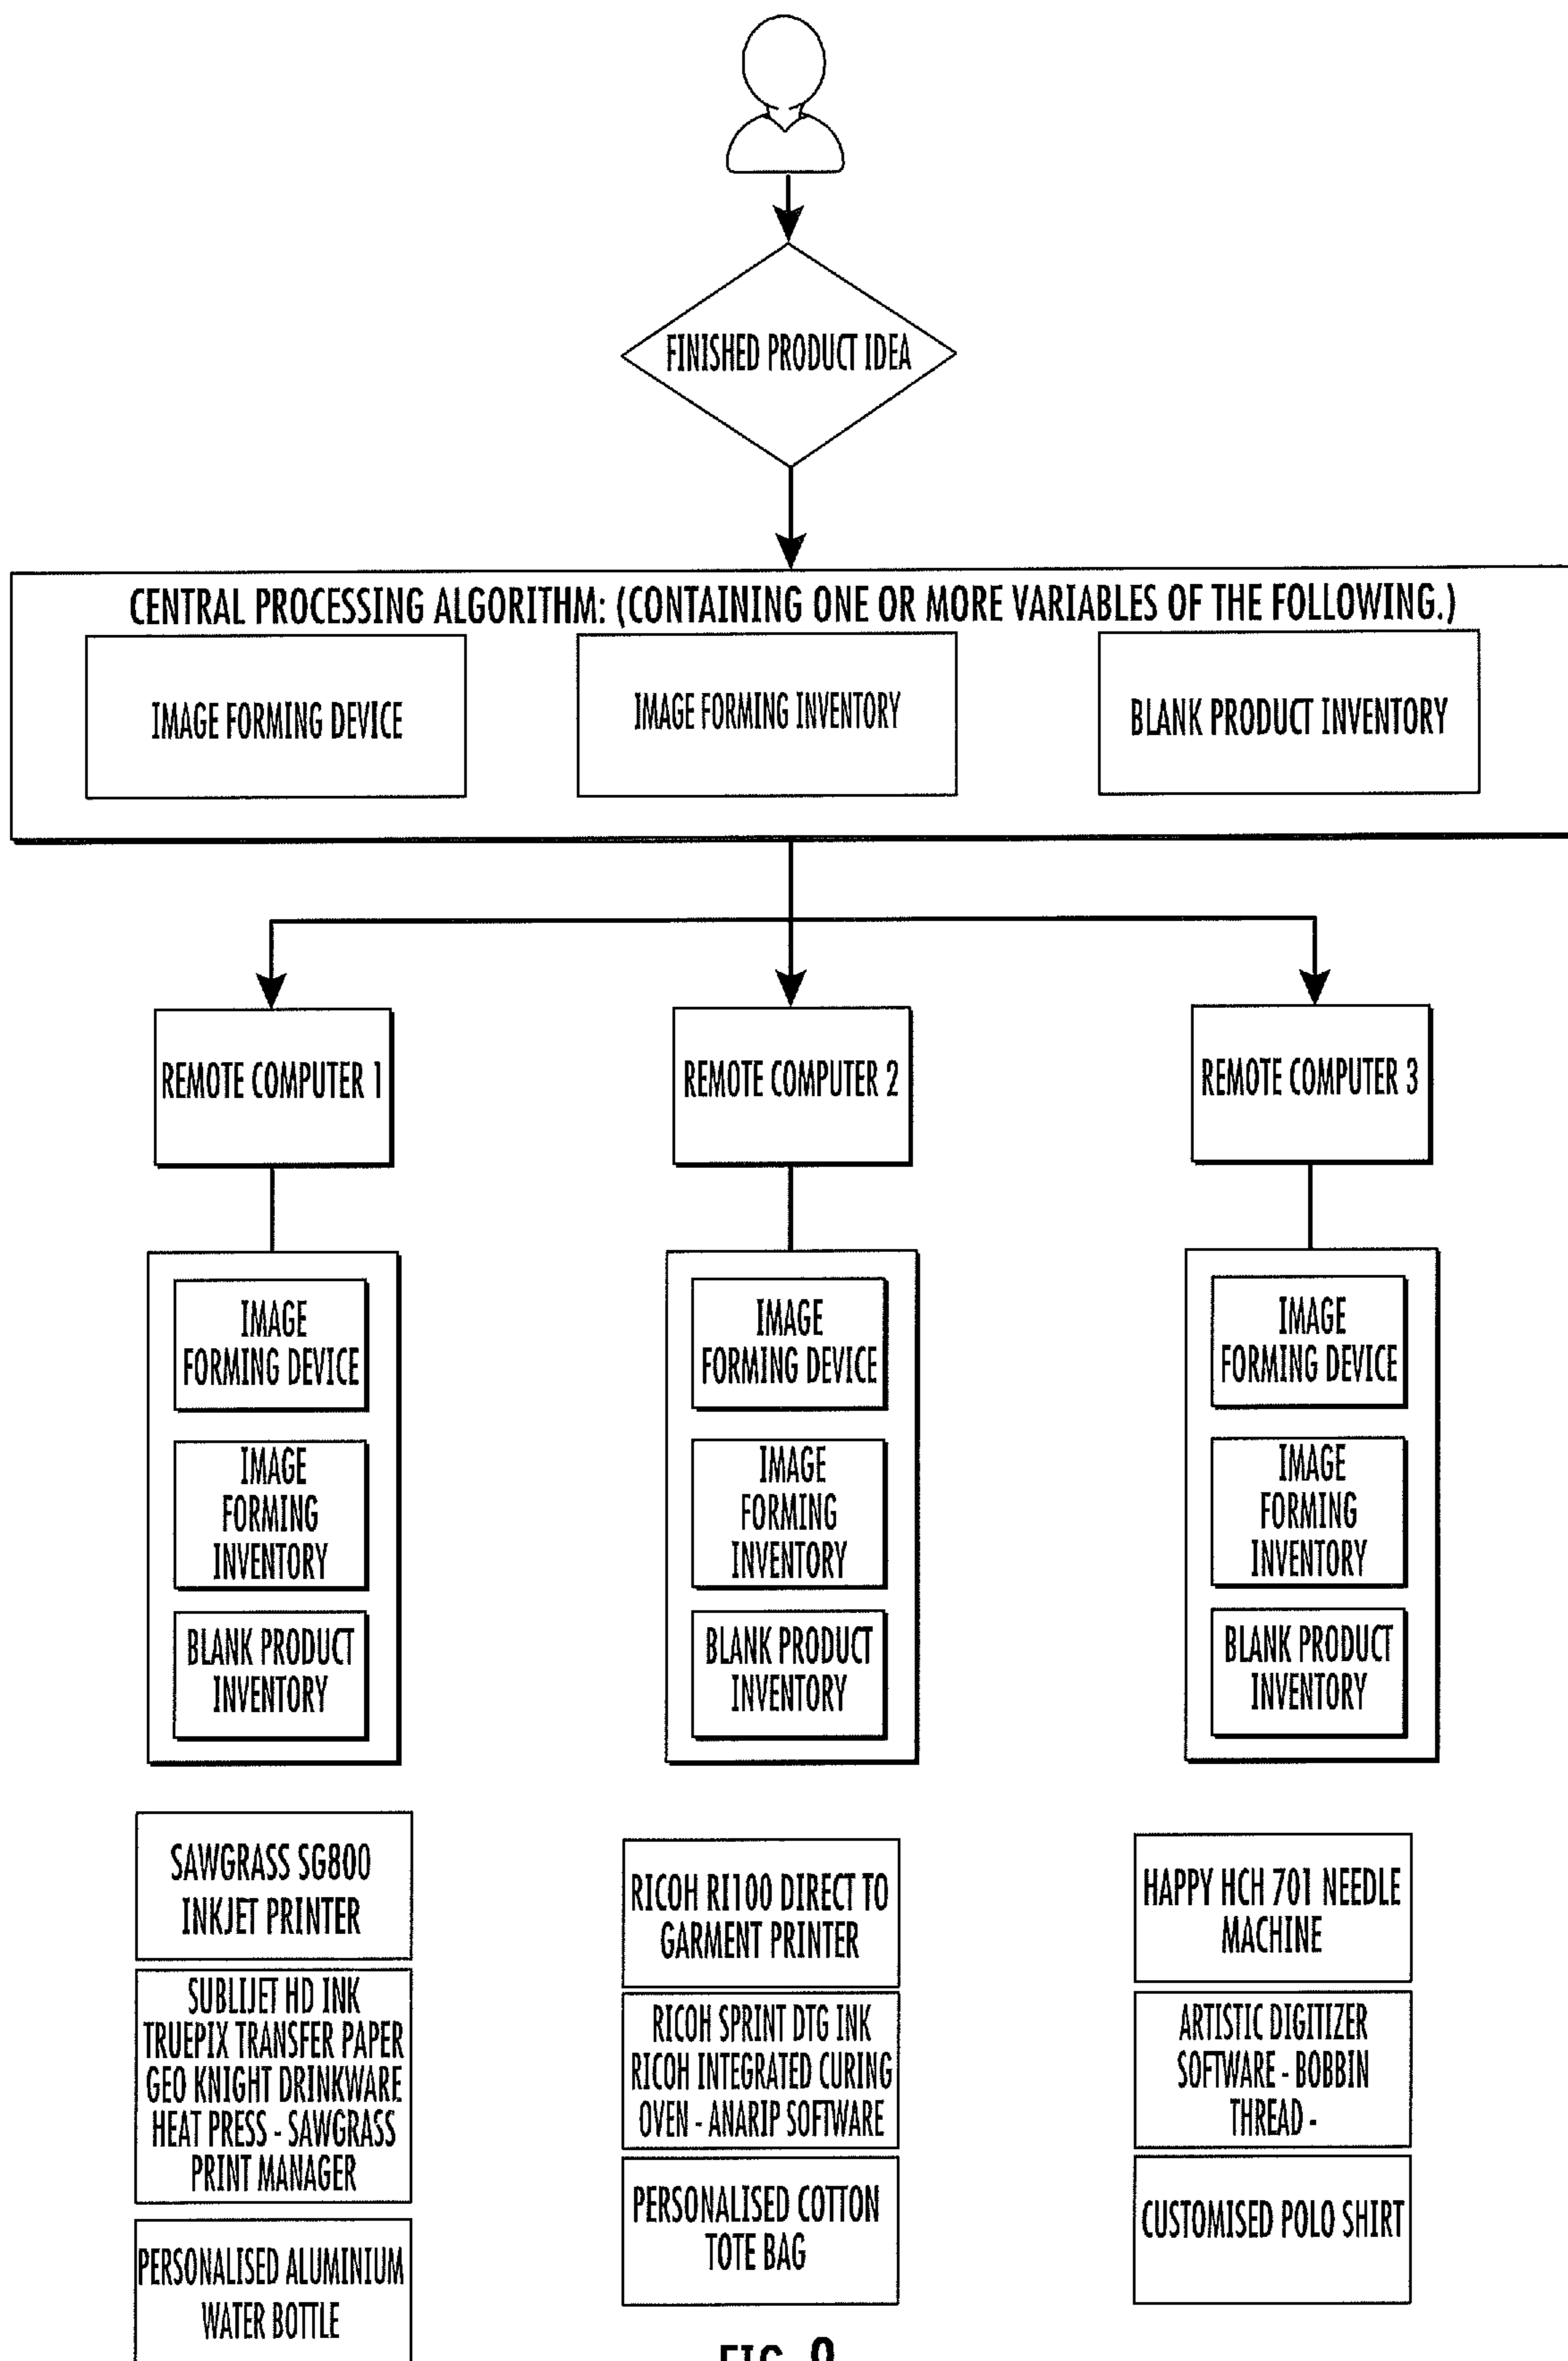 FINISHED PRODUCT IDEA
CENTRAL PROCESSING ALGORITHM: (CONTAINING ONE OR MORE VARIABLES OF THE FOLLOWING.)
IMAGE FORMING DEVICE
IMAGE FORMING INVENTORY
BLANK PRODUCT INVENTORY
REMOTE COMPUTER 1
REMOTE COMPUTER 2
REMOTE COMPUTER 3
IMAGE
FORMING DEVICE
IMAGE
FORMING
INVENTORY
BLANK PRODUCT
INVENTORY
IMAGE
FORMING DEVICE
IMAGE
FORMING
INVENTORY
BLANK PRODUCT
INVENTORY
IMAGE
FORMING DEVICE
IMAGE
FORMING
INVENTORY
BLANK PRODUCT
INVENTORY
SAWGRASS SG800
INKJET PRINTER
SUBLIJET HD INK
TRUEPIX TRANSFER PAPER
GEO KNIGHT DRINKWARE
HEAT PRESS - SAWGRASS
PRINT MANAGER
PERSONALISED ALUMINIUM
WATER BOTTLE
RICOH RI100 DIRECT TO
GARMENT PRINTER
RICOH SPRINT DTG INK
RICOH INTEGRATED CURING
OVEN - ANARIP SOFTWARE
PERSONALISED COTTON
TOTE BAG
HAPPY HCH 701 NEEDLE
MACHINE
ARTISTIC DIGITIZER
SOFTWARE - BOBBIN
THREAD -
CUSTOMISED POLO SHIRT